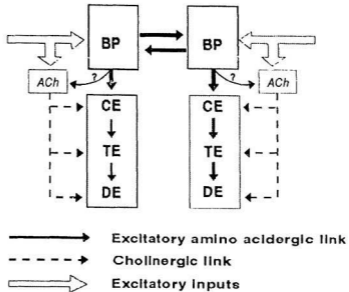 BP BP
? ?
ACh ACh
CE CE
TE TE
DE DE
Excitatory amino acidergic link
Cholinergic link
Excitatory inputs